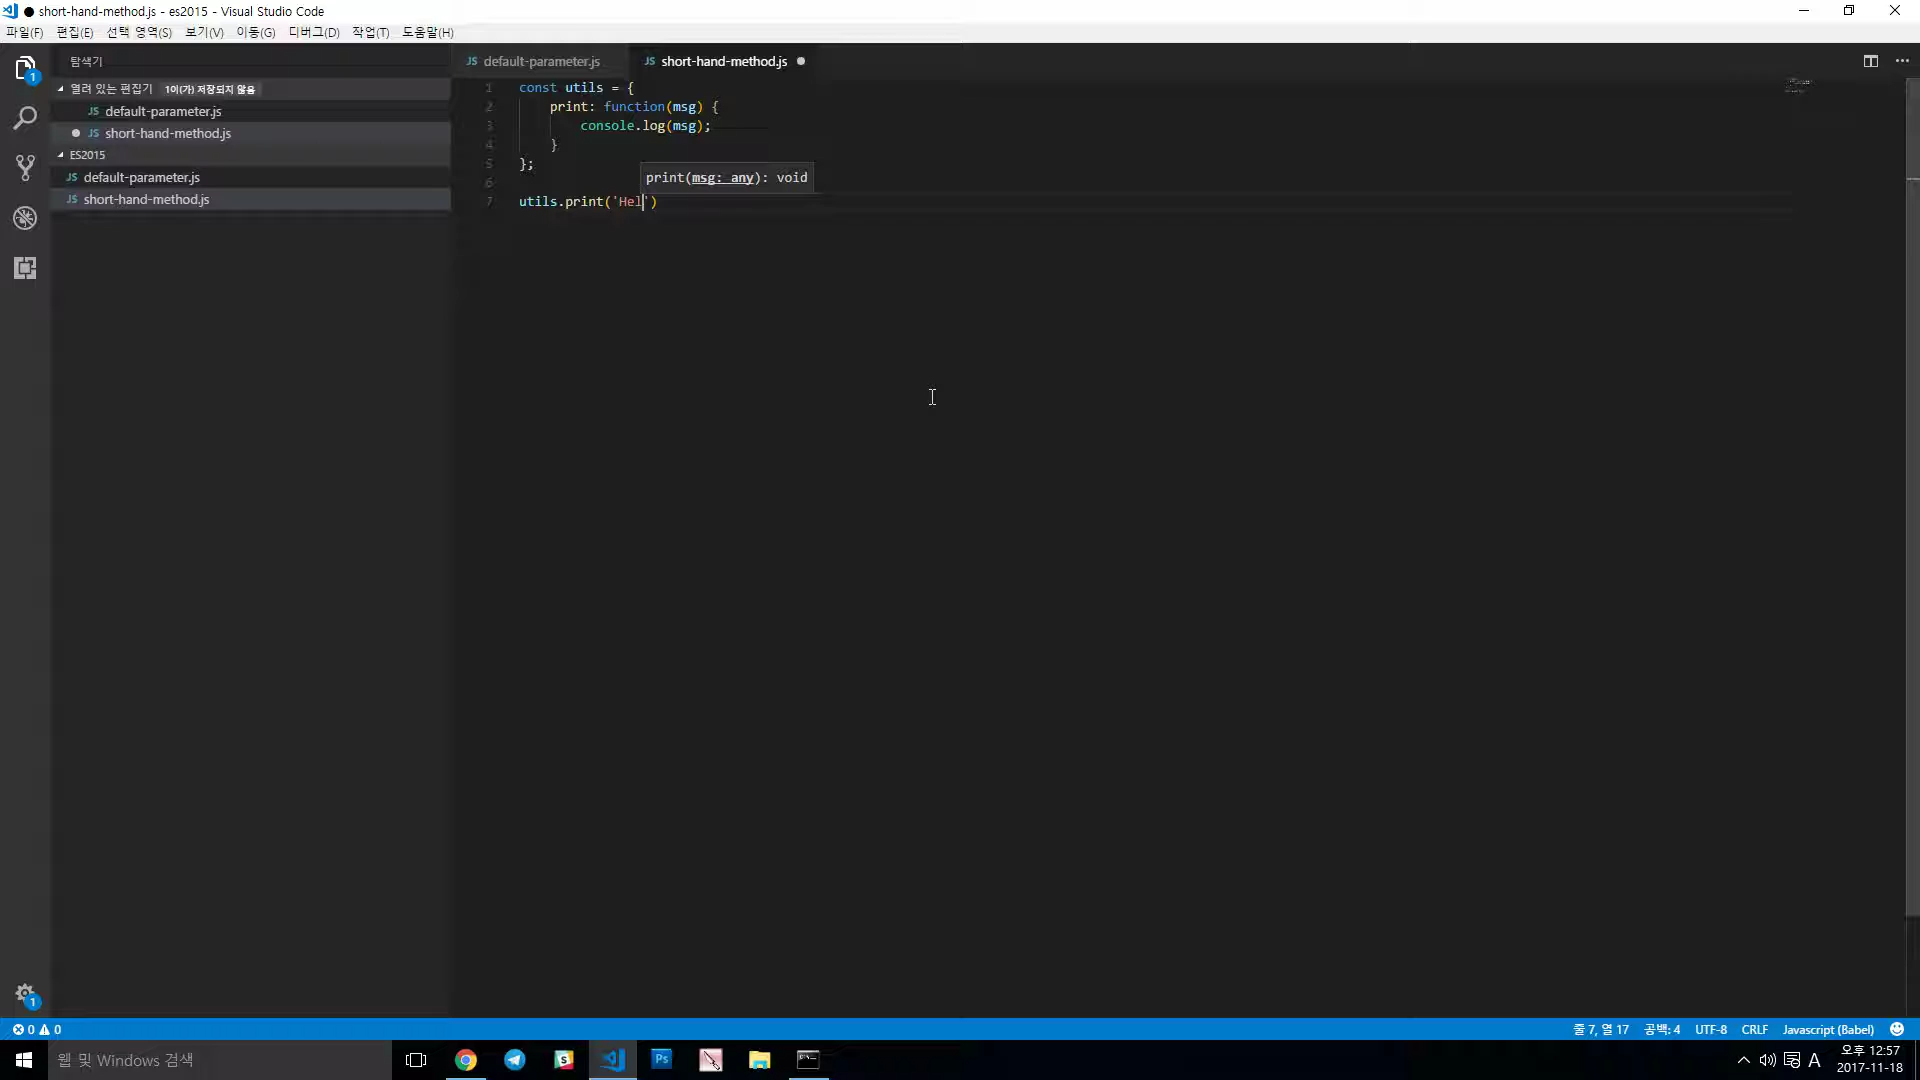 short-hand-method.js - es2015 - Visual Studio Code
파일(F) 편집(E) 선택 영역(S) 보기(V) 이동(G) 디버그(D) 작업(T) 도움말(H)
탐색기
열려 있는 편집기 1이(가) 저장되지 않음
JS default-parameter.js
JS short-hand-method.js
ES2015
JS default-parameter.js
JS short-hand-method.js
1
1
JS default-parameter.js JS short-hand-method.js
1 const utils = {
2 print: function(msg) {
3 console.log(msg);
4 }
5 };
6
print(msg: any): void
7 utils.print('Hel')
0 0
줄 7, 열 17 공백: 4 UTF-8 CRLF Javascript (Babel)
웹 및 Windows 검색
S
Ps
A
오후 12:57
2017-11-18